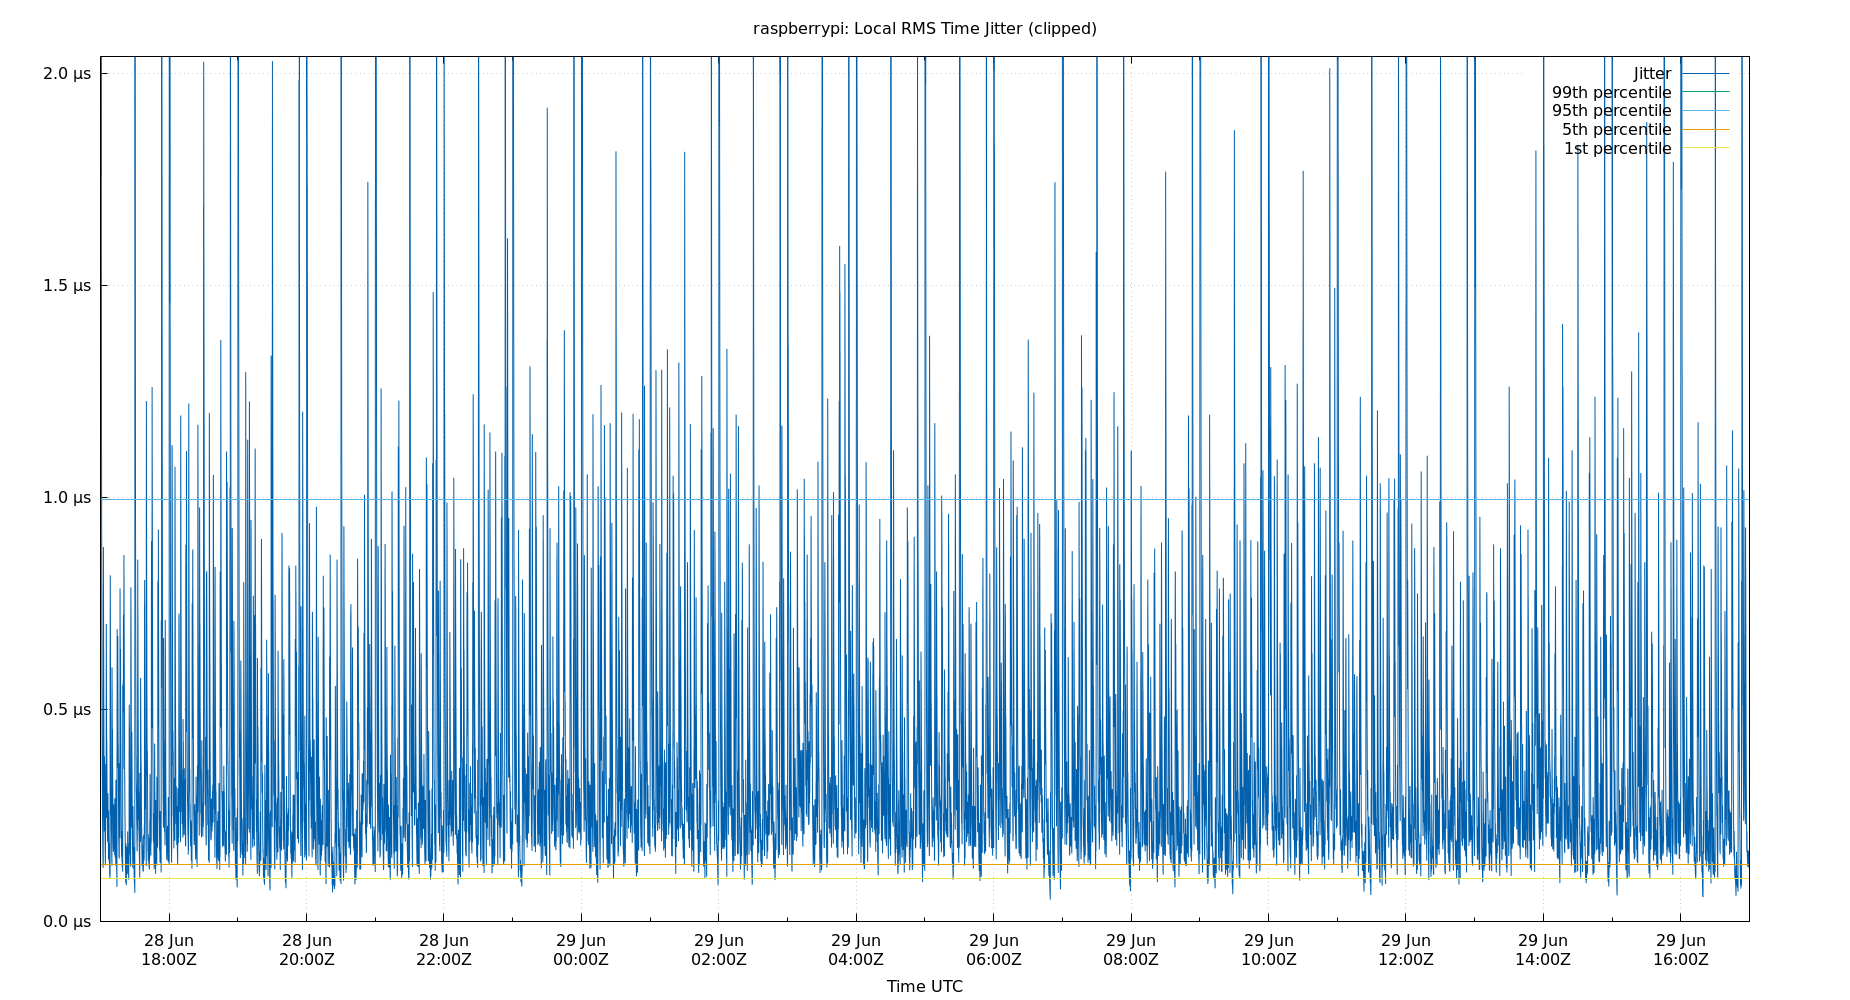 raspberrypi: Local RMS Time Jitter (clipped)
2.0 µs
1.5 µs
1.0 µs
0.5 µs
0.0 µs
Jitter
99th percentile
95th percentile
5th percentile
1st percentile
28 Jun 28 Jun 28 Jun 29 Jun 29 Jun 29 Jun 29 Jun 29 Jun 29 Jun 29 Jun 29 Jun 29 Jun
18:00Z 20:00Z 22:00Z 00:00Z 02:00Z 04:00Z 06:00Z 08:00Z 10:00Z 12:00Z 14:00Z 16:00Z
Time UTC